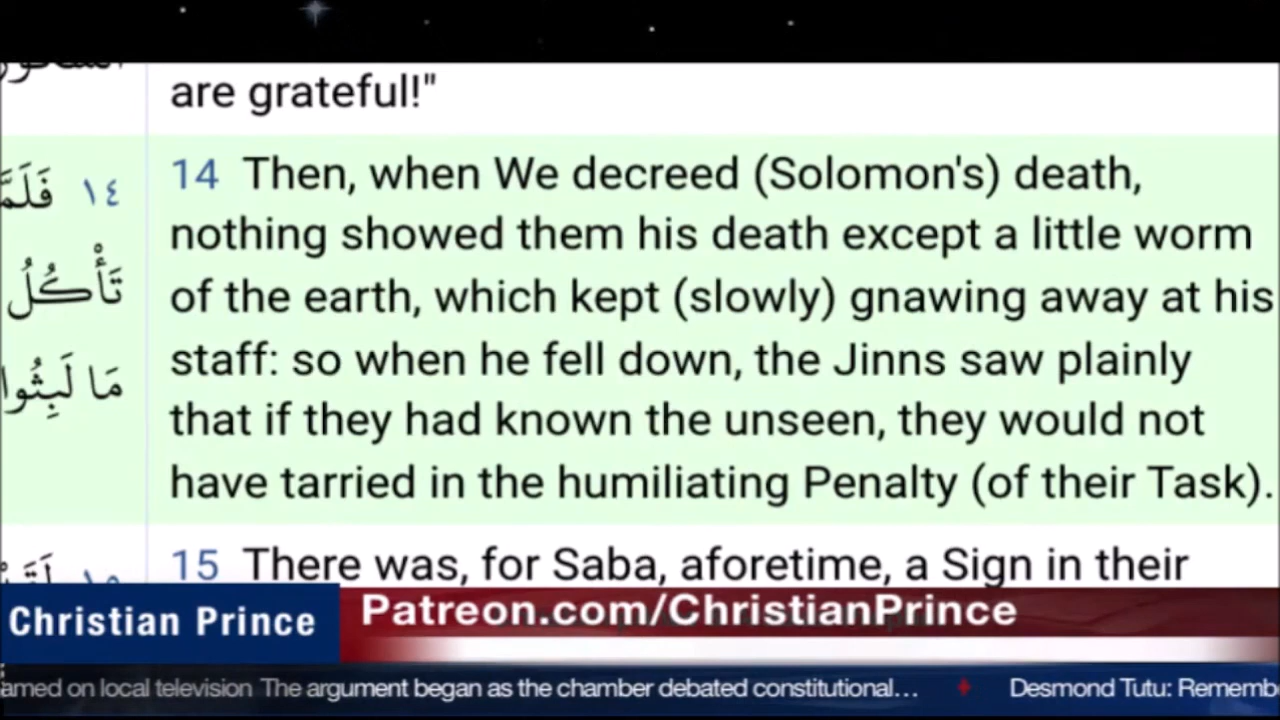 are grateful!"
فَلَمَّ ١٤
14 Then, when We decreed (Solomon's) death,
nothing showed them his death except a little worm
تَأْكُلُ
of the earth, which kept (slowly) gnawing away at his
staff: so when he fell down, the Jinns saw plainly
مَا لَبِثُوا
that if they had known the unseen, they would not
have tarried in the humiliating Penalty (of their Task).
15 There was, for Saba, aforetime, a Sign in their
Christian Prince
Patreon.com/ChristianPrince
amed on local television The argument began as the chamber debated constitutional... Desmond Tutu: Rememb